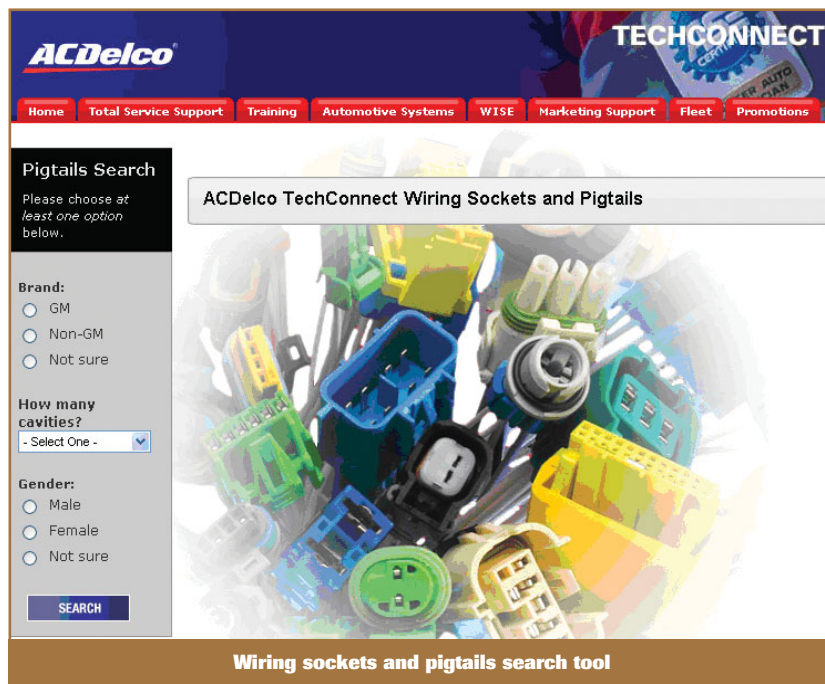 ACDelco
TECHCONNECT
Home Total Service Support Training Automotive Systems WISE Marketing Support Fleet Promotions
Pigtails Search
Please choose at
least one option
below.
ACDelco TechConnect Wiring Sockets and Pigtails
Brand:
GM
Non-GM
Not sure
How many
cavities?
- Select One -
Gender:
Male
Female
Not sure
SEARCH
Wiring sockets and pigtails search tool